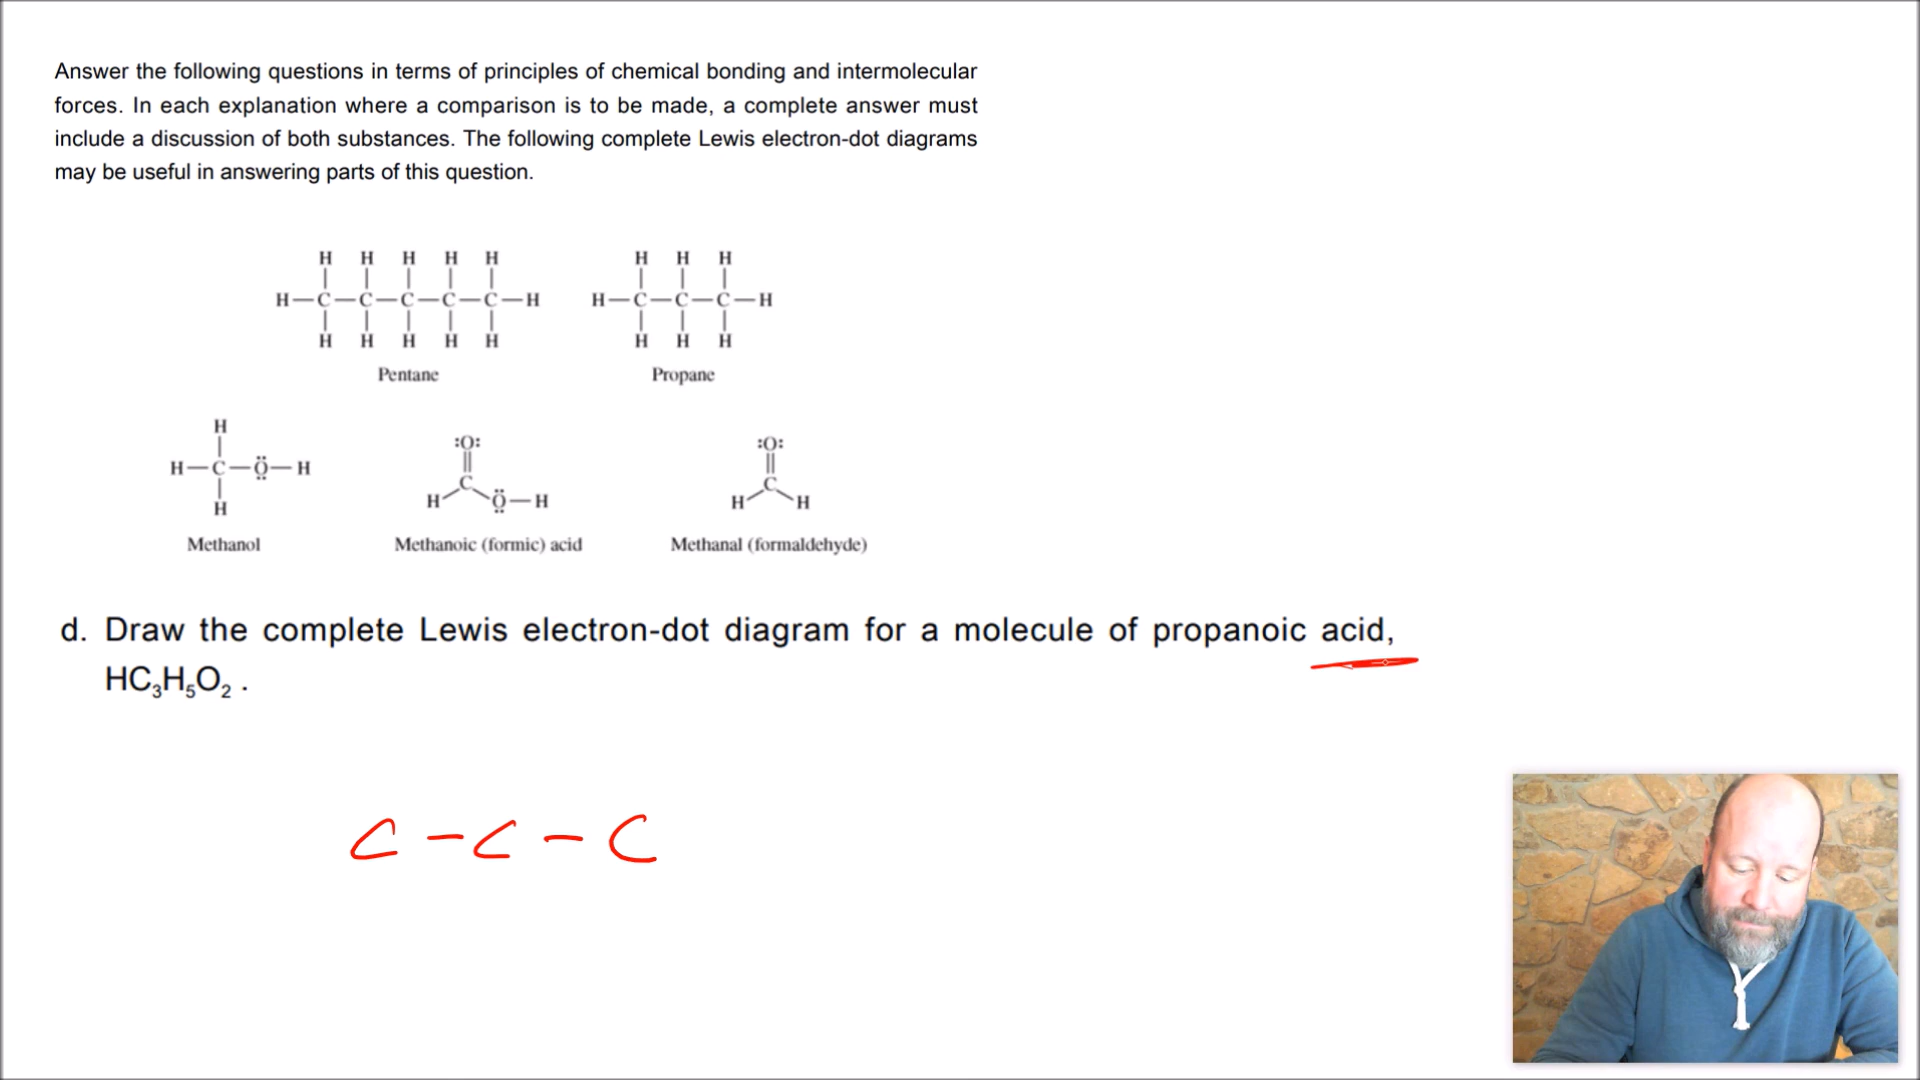 Answer the following questions in terms of principles of chemical bonding and intermolecular
forces. In each explanation where a comparison is to be made, a complete answer must
include a discussion of both substances. The following complete Lewis electron-dot diagrams
may be useful in answering parts of this question.
H H H H H
H—C—C—C—C—C—H
H H H H H
Pentane
H H H
H—C—C—C—H
H H H
Propane
H
H—C—Ö—H
H
Methanol
:O:
C
H Ö—H
Methanoic (formic) acid
:O:
C
H H
Methanal (formaldehyde)
d. Draw the complete Lewis electron-dot diagram for a molecule of propanoic acid,
HC₃H₅O₂ .
C - C - C